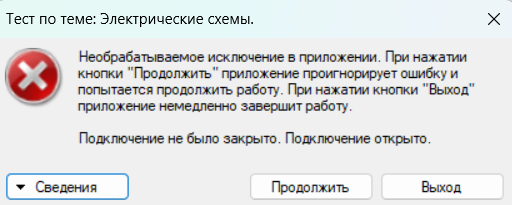 Тест по теме: Электрические схемы.
Необрабатываемое исключение в приложении. При нажатии
кнопки "Продолжить" приложение проигнорирует ошибку и
попытается продолжить работу. При нажатии кнопки "Выход"
приложение немедленно завершит работу.
Подключение не было закрыто. Подключение открыто.
Сведения
Продолжить
Выход